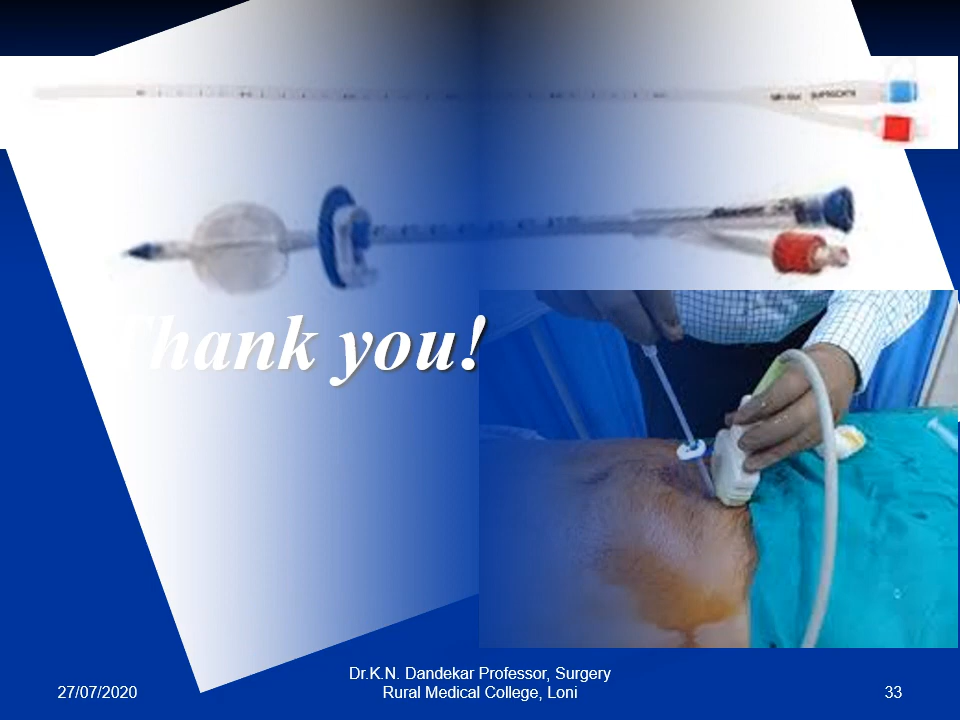 Thank you!
27/07/2020
Dr.K.N. Dandekar Professor, Surgery
Rural Medical College, Loni
33